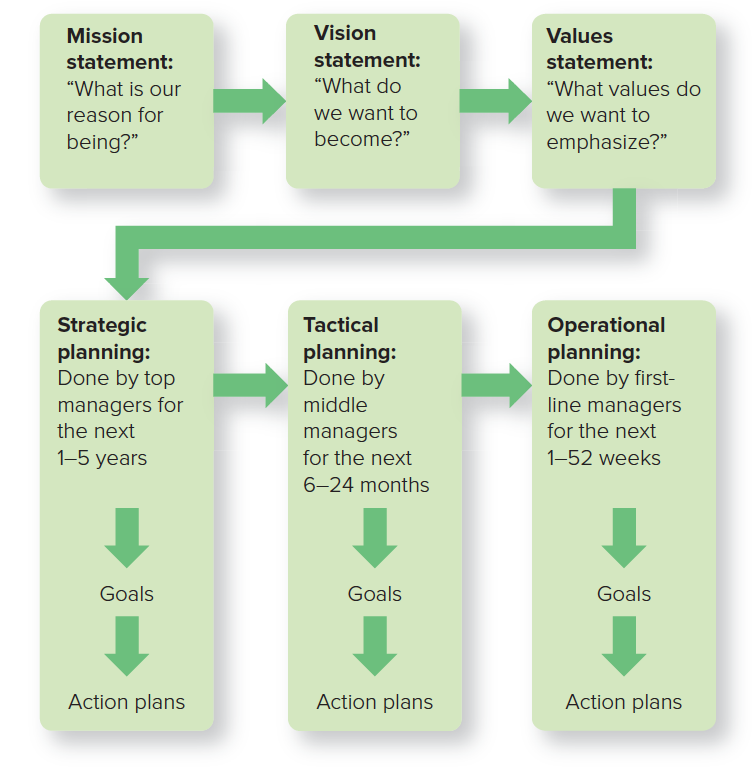 Mission
statement:
“What is our
reason for
being?”
Vision
statement:
“What do
we want to
become?”
Values
statement:
“What values do
we want to
emphasize?”
Strategic
planning:
Done by top
managers for
the next
1–5 years
Goals
Action plans
Tactical
planning:
Done by
middle
managers
for the next
6–24 months
Goals
Action plans
Operational
planning:
Done by first-
line managers
for the next
1–52 weeks
Goals
Action plans